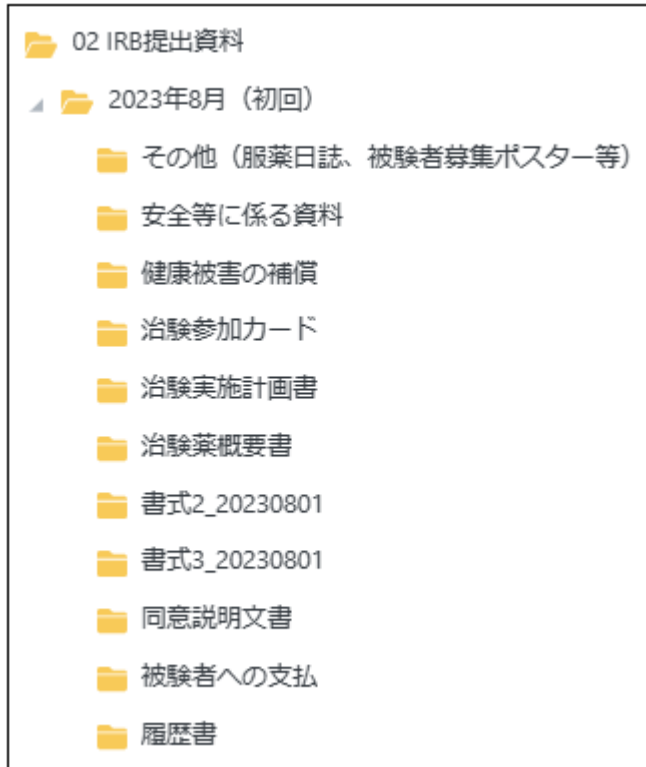 02 IRB提出資料
2023年8月（初回）
その他（服薬日誌、被験者募集ポスター等）
安全等に係る資料
健康被害の補償
治験参加カード
治験実施計画書
治験薬概要書
書式2_20230801
書式3_20230801
同意説明文書
被験者への支払
履歴書